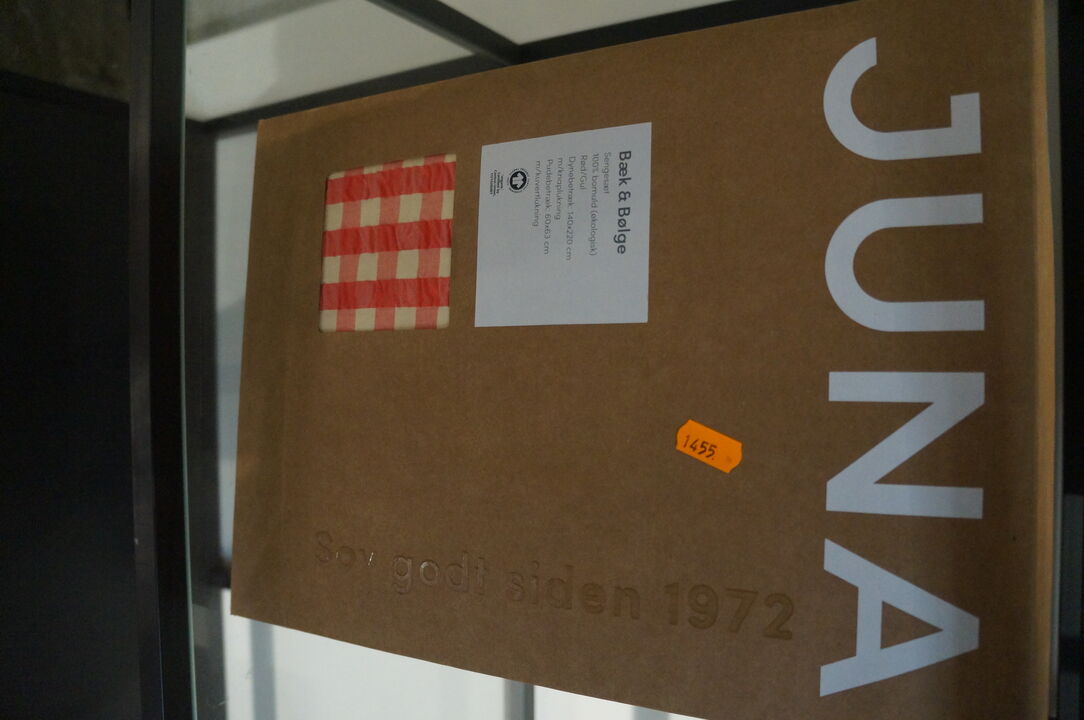 JUNA
Bæk & Bølge
Sengesæt
100% bomuld (økologisk)
Rød/Gul
Dynebetræk: 140x220 cm
m/knaplukning
Pudebetræk: 60x63 cm
m/kuvertlukning
1455.
Sov godt siden 1972